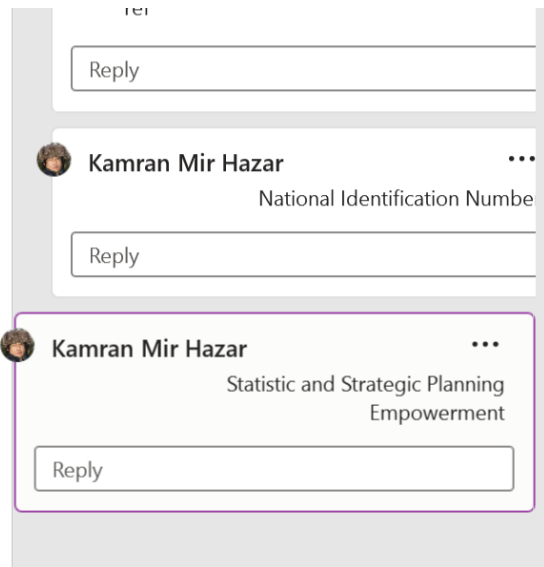 Reply
Kamran Mir Hazar
National Identification Numbe
Reply
Kamran Mir Hazar
Statistic and Strategic Planning
Empowerment
Reply